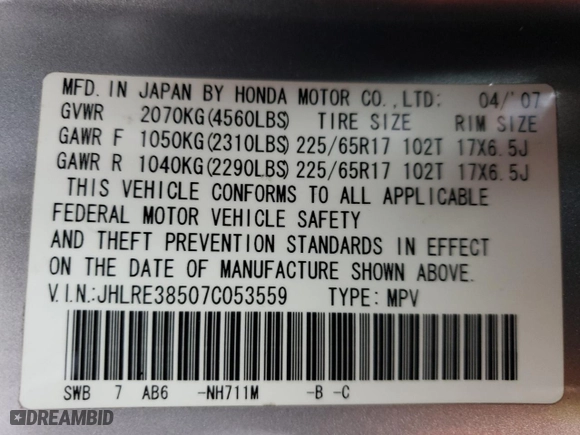 MFD. IN JAPAN BY HONDA MOTOR CO., LTD: 04/'07
GVWR 2070KG(4560LBS) TIRE SIZE RIM SIZE
GAWR F 1050KG(2310LBS) 225/65R17 102T 17X6.5J
GAWR R 1040KG(2290LBS) 225/65R17 102T 17X6.5J
THIS VEHICLE CONFORMS TO ALL APPLICABLE
FEDERAL MOTOR VEHICLE SAFETY
AND THEFT PREVENTION STANDARDS IN EFFECT
ON THE DATE OF MANUFACTURE SHOWN ABOVE.
V.I.N.:JHLRE38507C053559 TYPE: MPV
SWB 7 AB6 -NH711M -B -C
DREAMBID